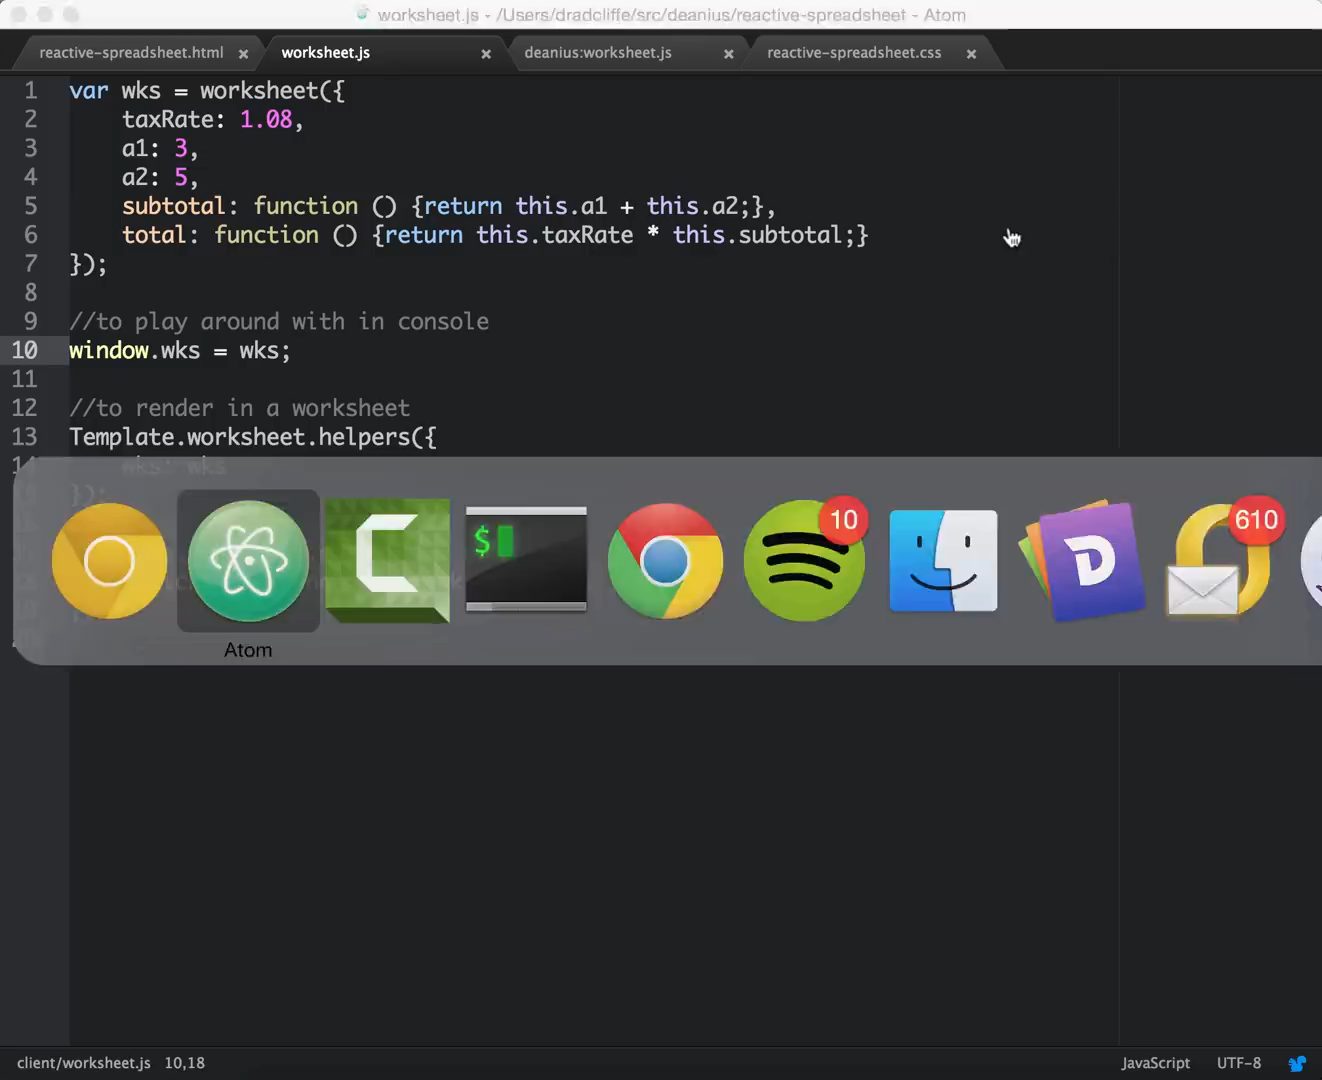 worksheet.js - /Users/dradcliffe/src/deanius/reactive-spreadsheet - Atom
reactive-spreadsheet.html
worksheet.js
deanius:worksheet.js
reactive-spreadsheet.css
1 var wks = worksheet({
2 taxRate: 1.08,
3 a1: 3,
4 a2: 5,
5 subtotal: function () {return this.a1 + this.a2;},
6 total: function () {return this.taxRate * this.subtotal;}
7 });
8
9 //to play around with in console
10 window.wks = wks;
11
12 //to render in a worksheet
13 Template.worksheet.helpers({
14 wks: wks
});
$
10
D
610
Atom
client/worksheet.js 10,18
JavaScript UTF-8